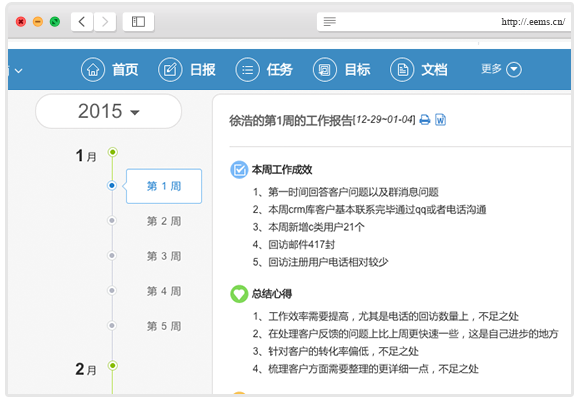 http://.eems.cn/
首页 日报 任务 目标 文档 更多
2015
徐浩的第1周的工作报告[12-29~01-04]
1 月
第 1 周
第 2 周
第 3 周
第 4 周
第 5 周
2 月
本周工作成效
1、第一时间回答客户问题以及群消息问题
2、本周crm库客户基本联系完毕通过qq或者电话沟通
3、本周新增c类用户21个
4、回访邮件417封
5、回访注册用户电话相对较少
总结心得
1、工作效率需要提高，尤其是电话的回访数量上，不足之处
2、在处理客户反馈的问题上比上周更快速一些，这是自己进步的地方
3、针对客户的转化率偏低，不足之处
4、梳理客户方面需要整理的更详细一点，不足之处